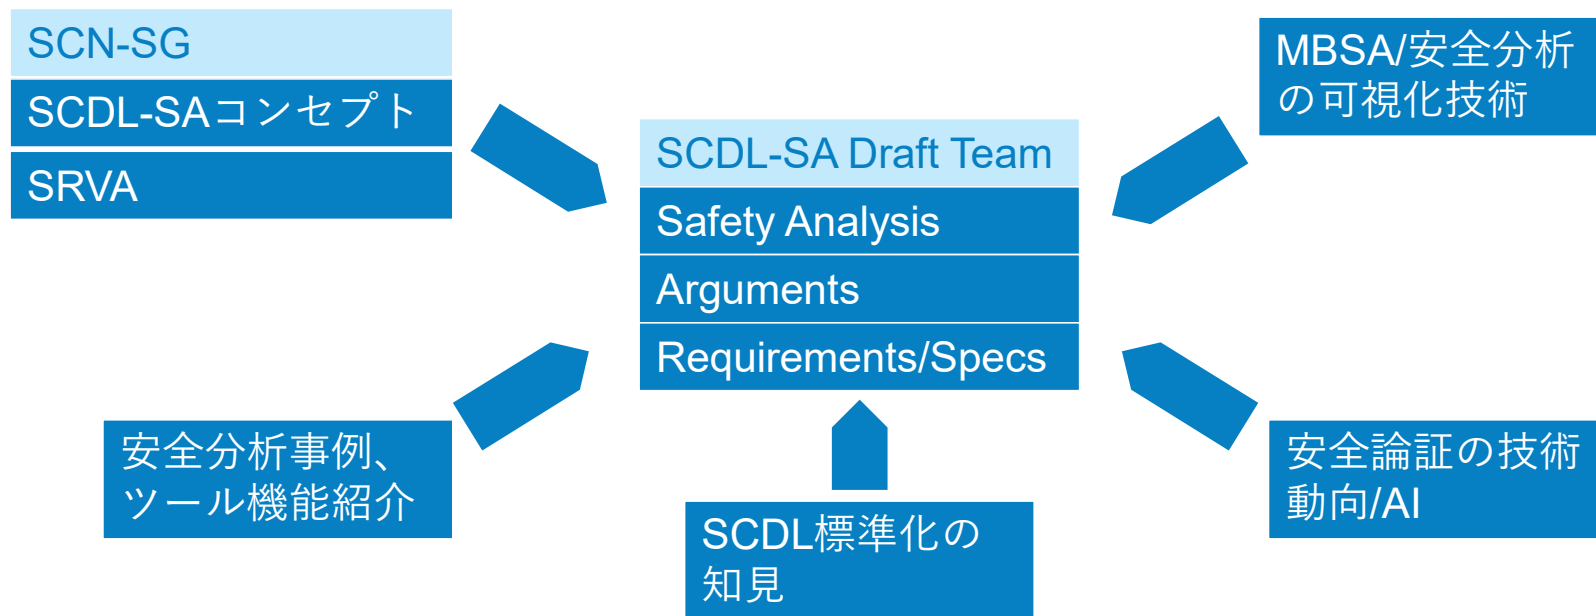 SCN-SG
SCDL-SAコンセプト
SRVA
MBSA/安全分析
の可視化技術
SCDL-SA Draft Team
Safety Analysis
Arguments
Requirements/Specs
安全分析事例、
ツール機能紹介
SCDL標準化の
知見
安全論証の技術
動向/AI